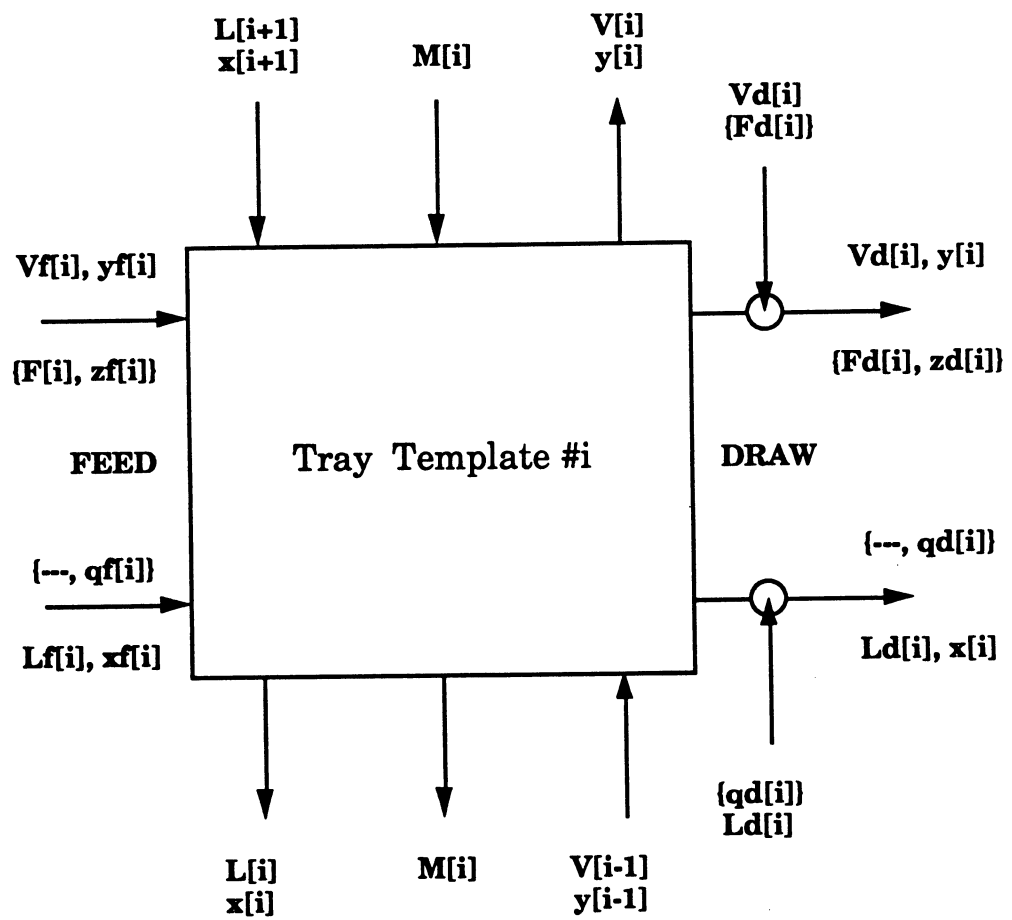 L[i+1]
x[i+1]
M[i]
V[i]
y[i]
Vd[i]
{Fd[i]}
Vf[i], yf[i]
Vd[i], y[i]
{F[i], zf[i]}
{Fd[i], zd[i]}
FEED
Tray Template #i
DRAW
{---, qf[i]}
{---, qd[i]}
Lf[i], xf[i]
Ld[i], x[i]
{qd[i]}
Ld[i]
L[i]
x[i]
M[i]
V[i-1]
y[i-1]